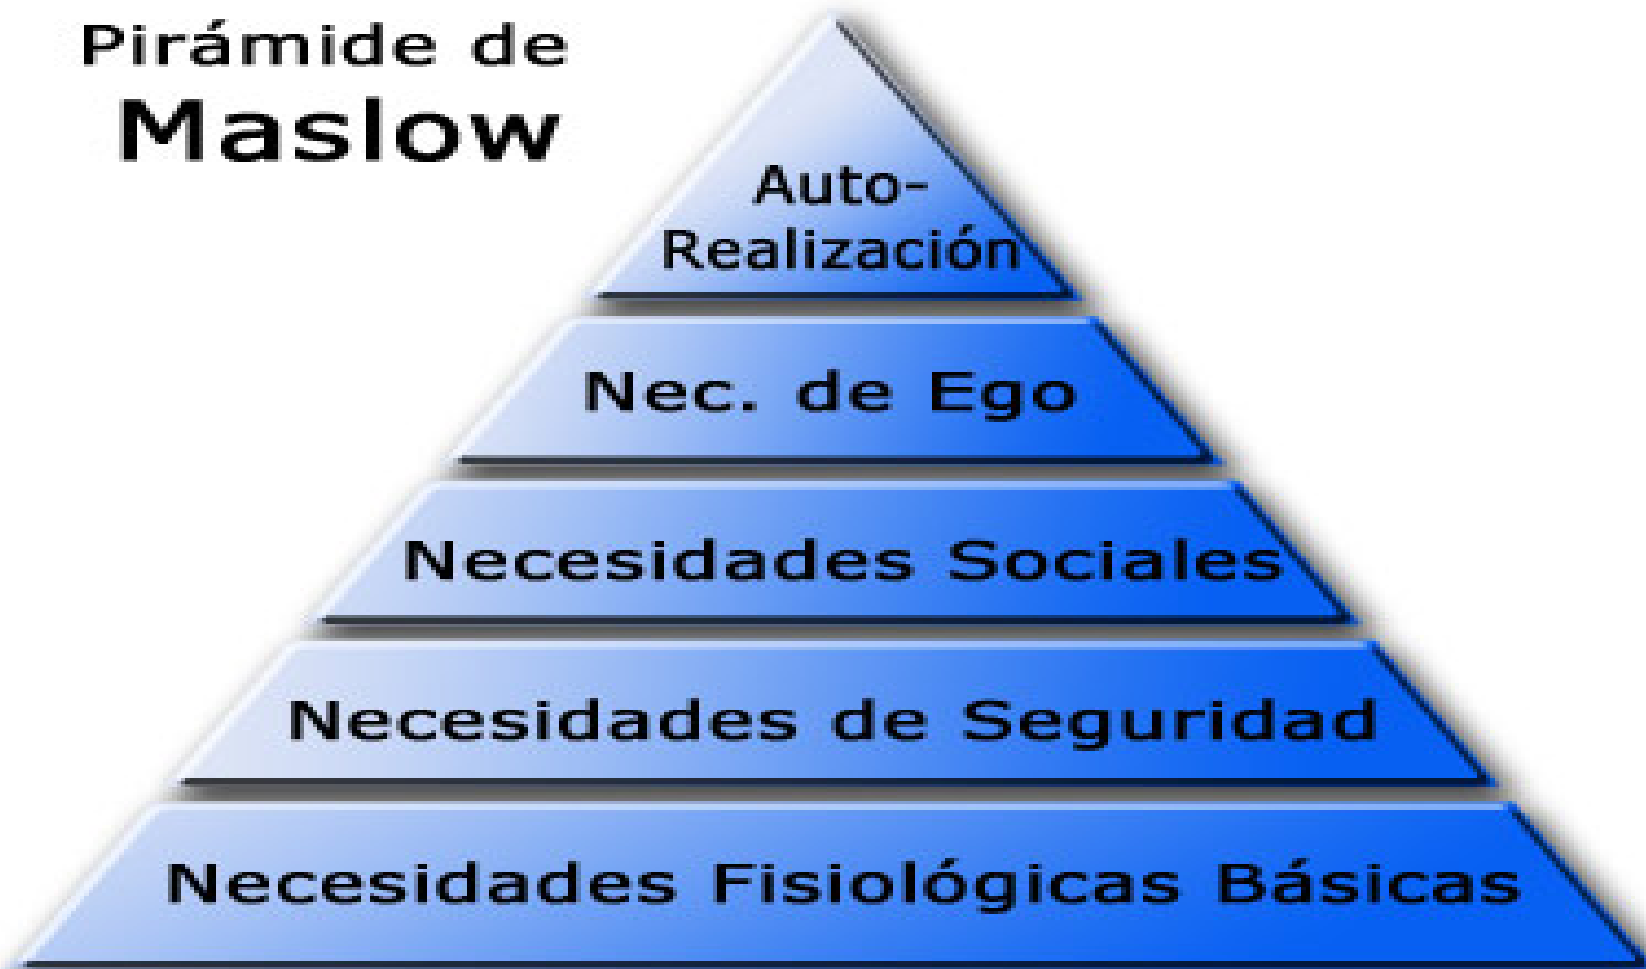 Pirámide de
Maslow
Auto-
Realización
Nec. de Ego
Necesidades Sociales
Necesidades de Seguridad
Necesidades Fisiológicas Básicas